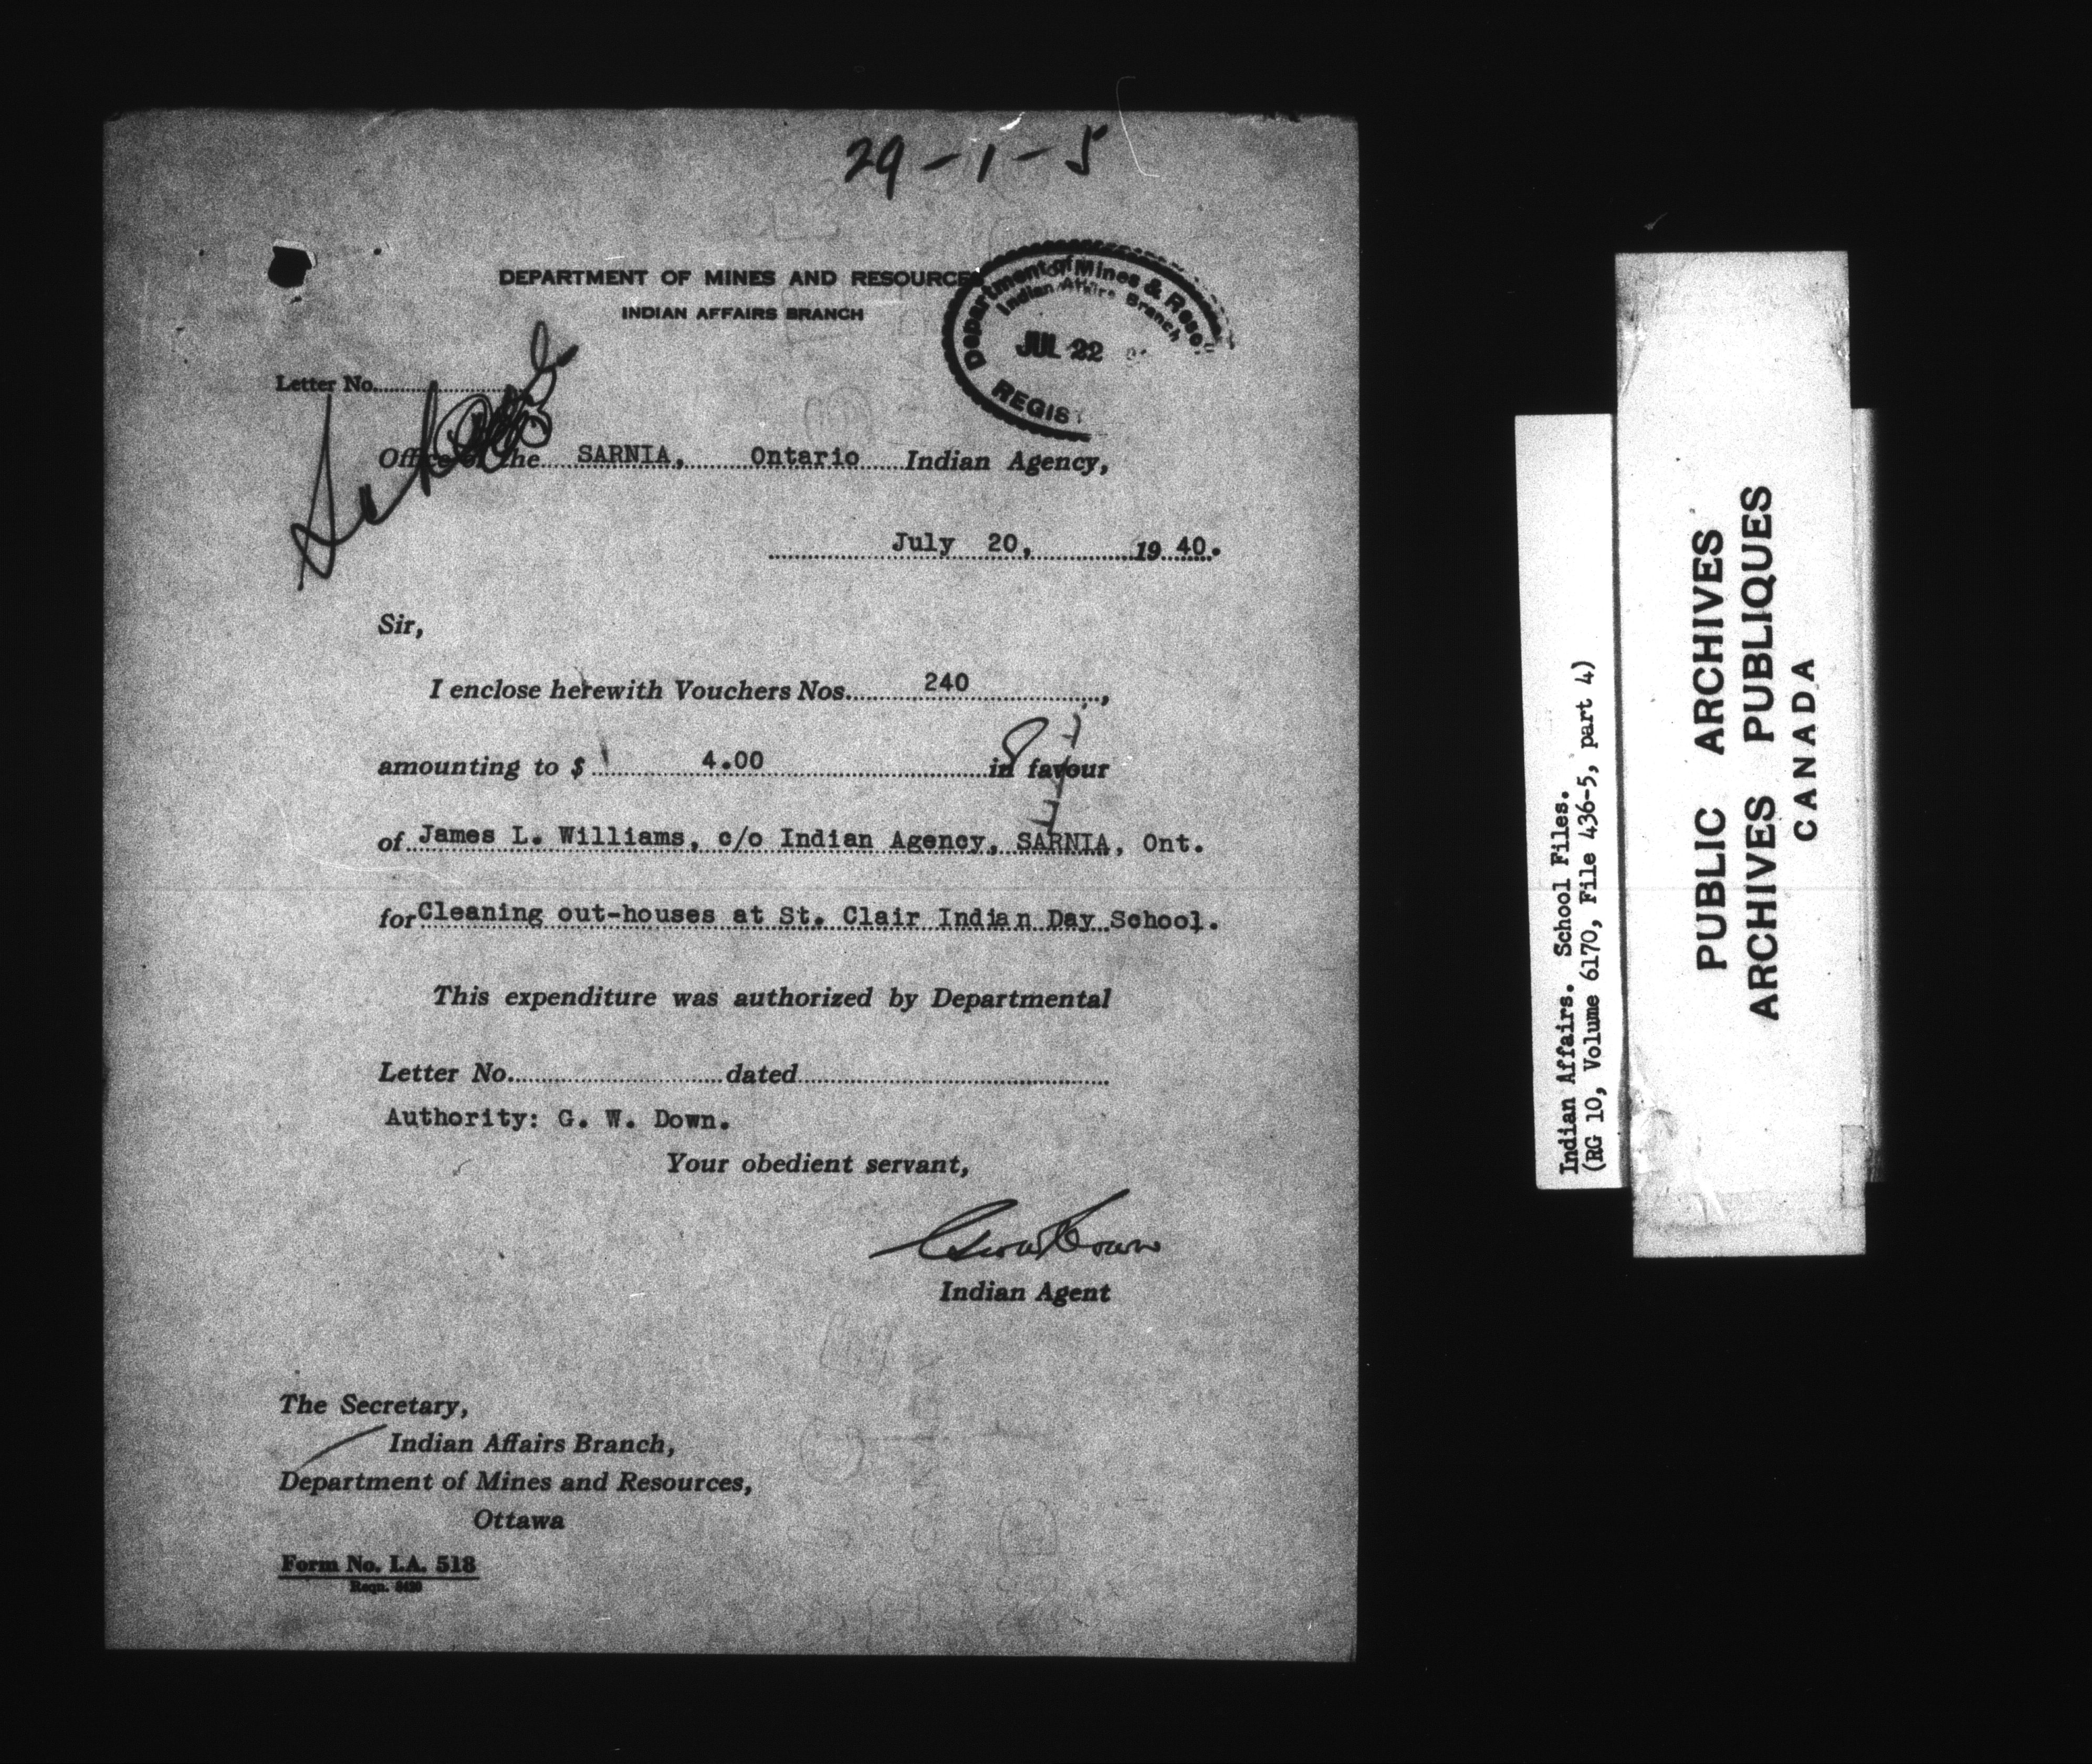 29-1-5
DEPARTMENT OF MINES AND RESOURCES
INDIAN AFFAIRS BRANCH
Department of Mines & Resou
Indian Affairs Branch
JUL 22
REGIS
Letter No.
Office of the SARNIA, Ontario Indian Agency,
July 20, 19 40.
Sir,
I enclose herewith Vouchers Nos. 240 ,
amounting to $ 4.00 in favour
of James L. Williams, c/o Indian Agency, SARNIA, Ont.
for Cleaning out-houses at St. Clair Indian Day School.
This expenditure was authorized by Departmental
Letter No. dated
Authority: G. W. Down.
Your obedient servant,
Indian Agent
The Secretary,
Indian Affairs Branch,
Department of Mines and Resources,
Ottawa
Form No. I.A. 518
Indian Affairs. School Files.
(RG 10, Volume 6170, File 436-5, part 4)
PUBLIC ARCHIVES
ARCHIVES PUBLIQUES
CANADA